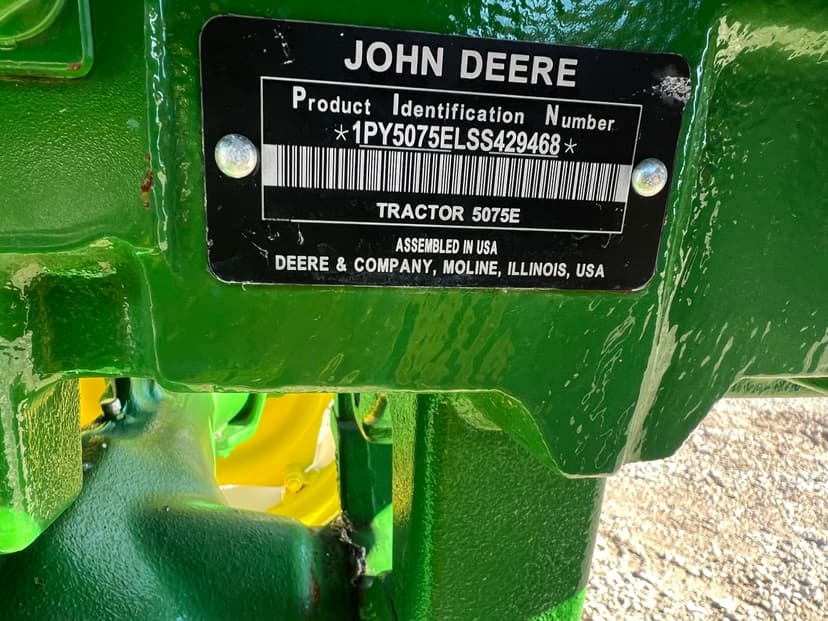 JOHN DEERE
Product Identification Number
*1PY5075ELSS429468*
TRACTOR 5075E
ASSEMBLED IN USA
DEERE & COMPANY, MOLINE, ILLINOIS, USA